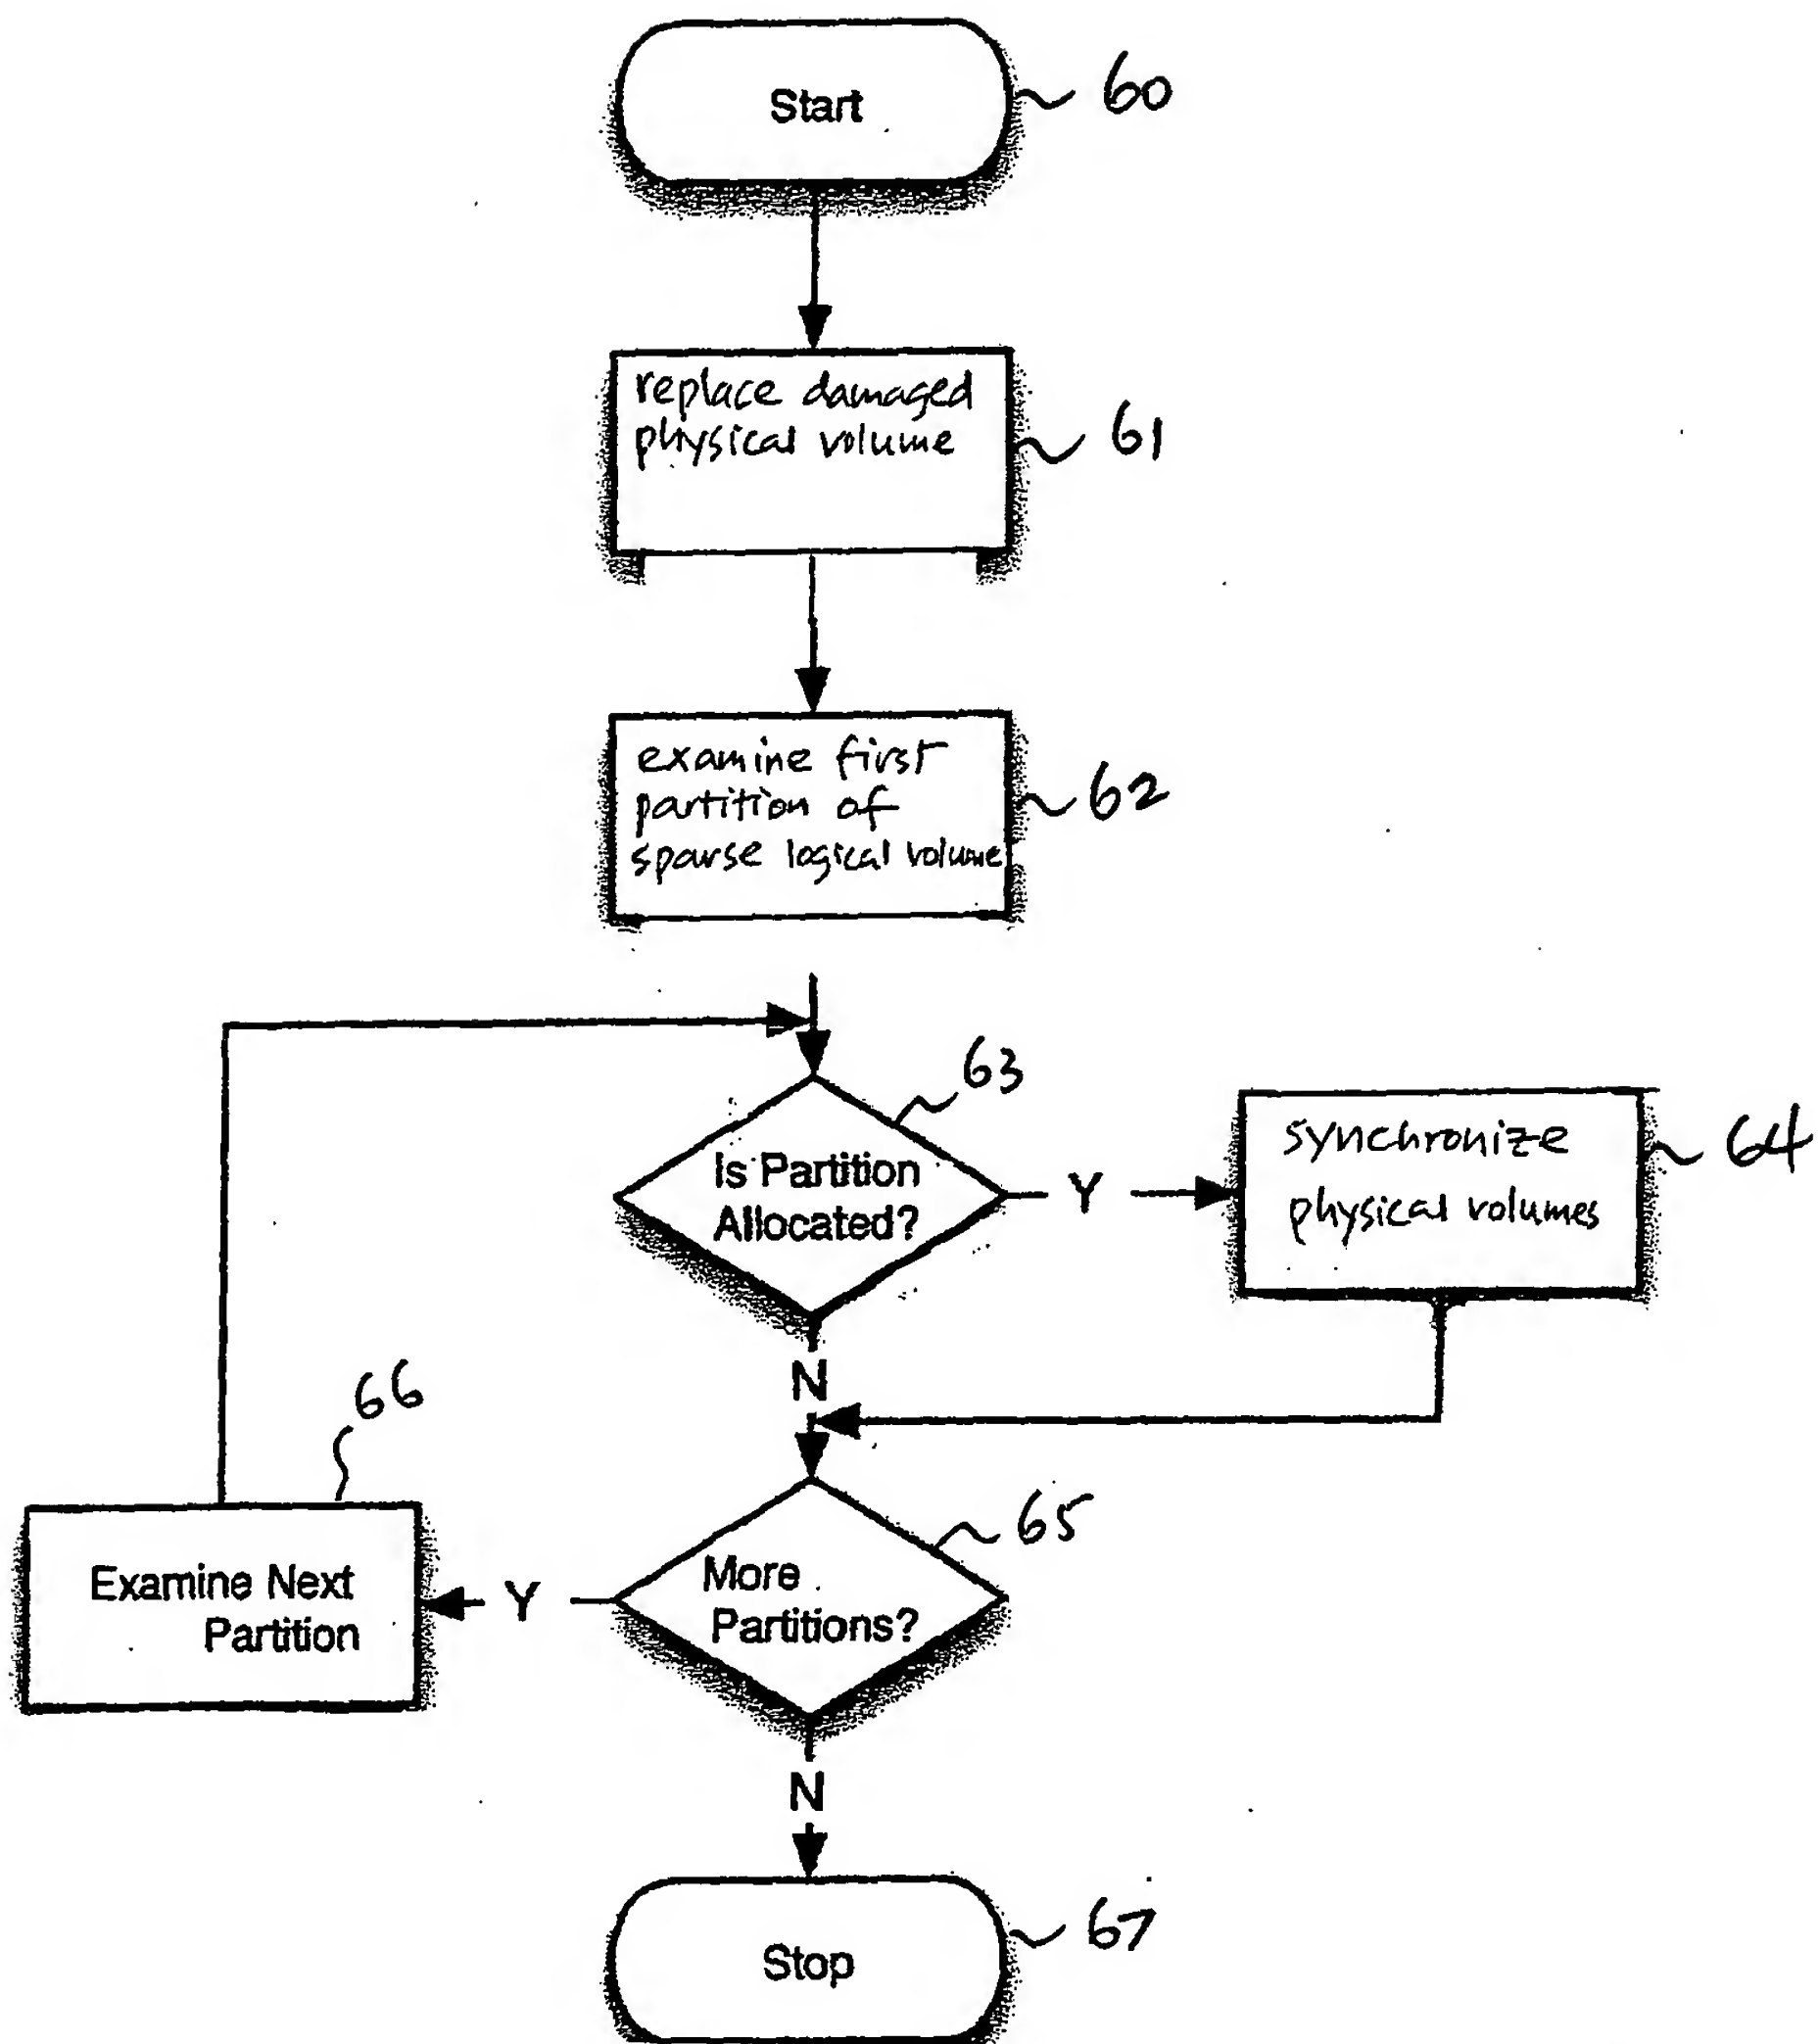 Start
60
replace damaged
physical volume
61
examine first
partition of
sparse logical volume
62
63
Is Partition
Allocated?
Y
synchronize
physical volumes
64
N
66
65
More
Partitions?
Y
Examine Next
Partition
N
Stop
67